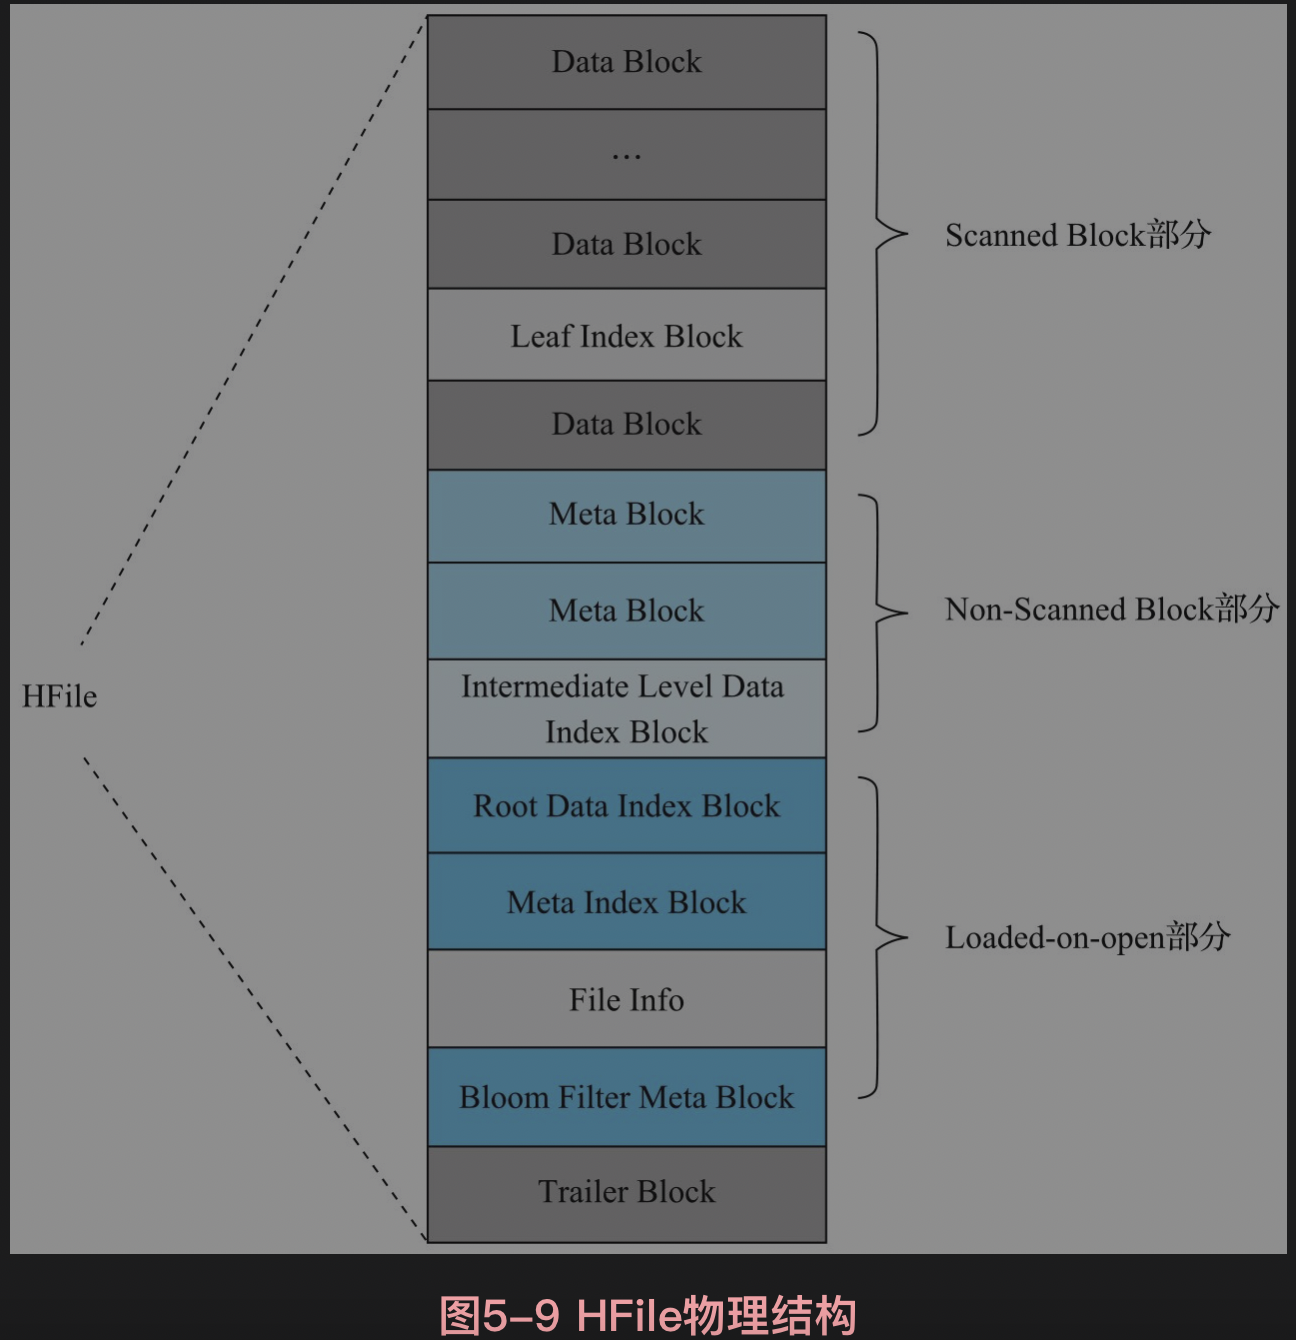 Data Block
...
Data Block
Scanned Block部分
Leaf Index Block
Data Block
Meta Block
Meta Block
Non-Scanned Block部分
HFile
Intermediate Level Data
Index Block
Root Data Index Block
Meta Index Block
Loaded-on-open部分
File Info
Bloom Filter Meta Block
Trailer Block
图5-9 HFile物理结构